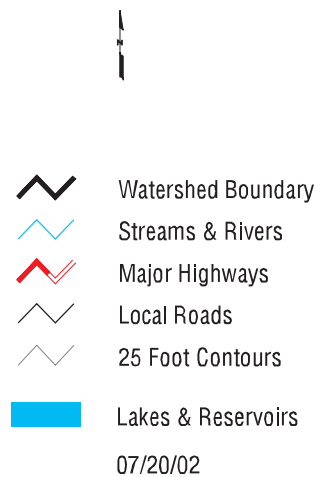 N
Watershed Boundary
Streams & Rivers
Major Highways
Local Roads
25 Foot Contours
Lakes & Reservoirs
07/20/02